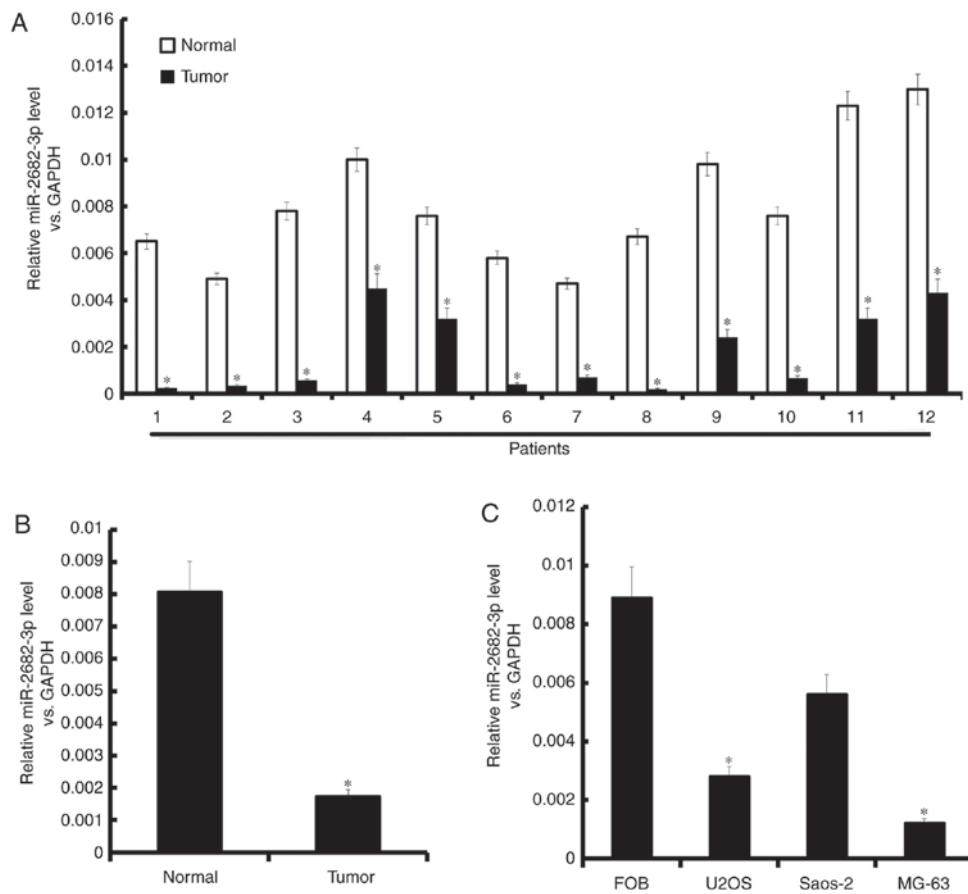 A
0.016
0.014
0.012
0.01
0.008
0.006
0.004
0.002
0
Relative miR-2682-3p level
vs. GAPDH
Normal
Tumor
* * * * * * * * * * * *
1 2 3 4 5 6 7 8 9 10 11 12
Patients
B
0.01
0.009
0.008
0.007
0.006
0.005
0.004
0.003
0.002
0.001
0
Relative miR-2682-3p level
vs. GAPDH
*
Normal Tumor
C
0.012
0.01
0.008
0.006
0.004
0.002
0
Relative miR-2682-3p level
vs. GAPDH
* *
FOB U2OS Saos-2 MG-63